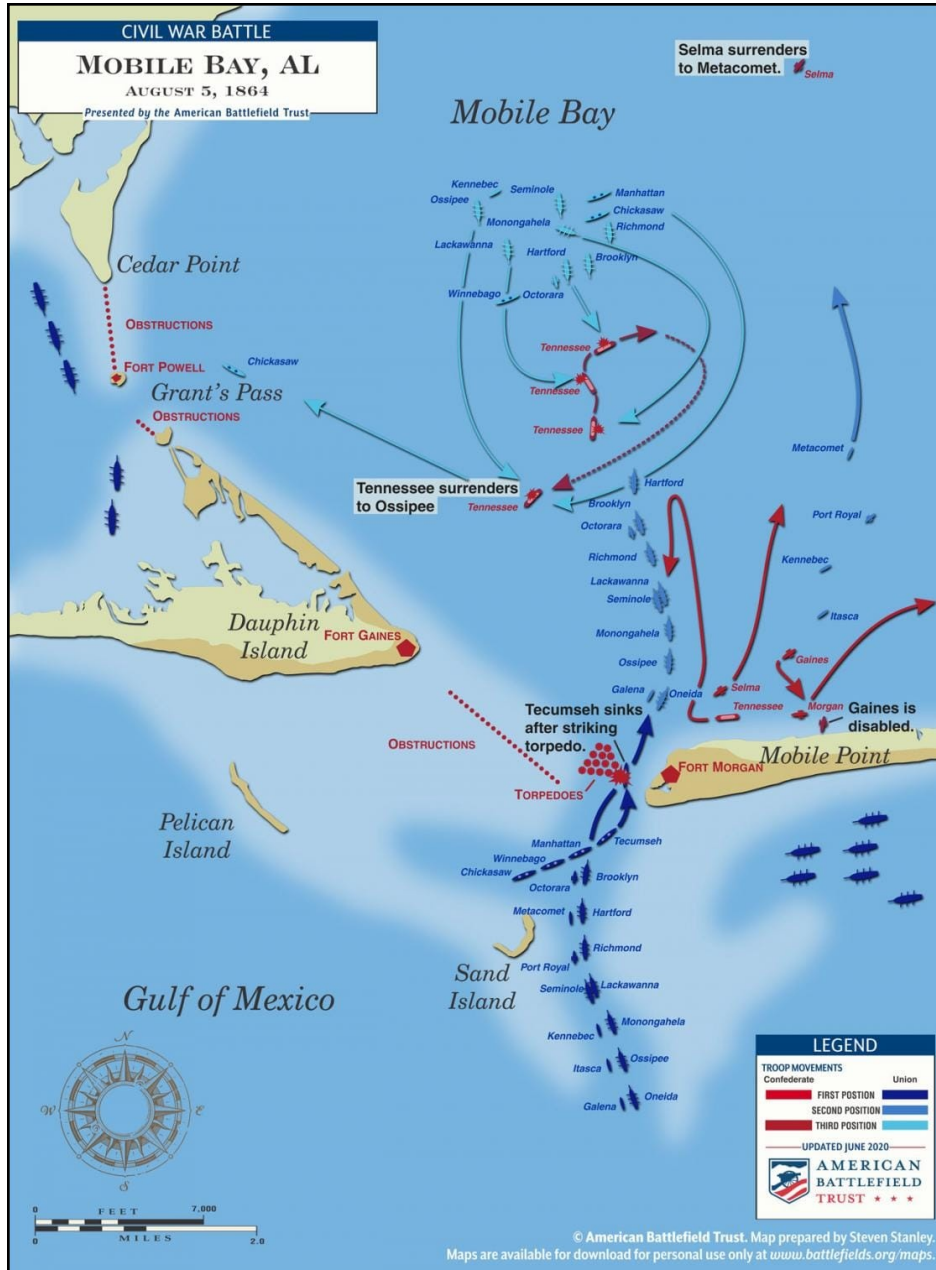 CIVIL WAR BATTLE
MOBILE BAY, AL
AUGUST 5, 1864
Presented by the American Battlefield Trust
Selma surrenders
to Metacomet.
Selma
Mobile Bay
Kennebec
Seminole
Manhattan
Ossipee
Chickasaw
Monongahela
Richmond
Lackawanna
Hartford
Brooklyn
Winnebago
Octorara
Cedar Point
OBSTRUCTIONS
FORT POWELL
Chickasaw
Grant's Pass
OBSTRUCTIONS
Tennessee
Tennessee
Tennessee
Metacomet
Tennessee surrenders
to Ossipee
Tennessee
Hartford
Brooklyn
Octorara
Port Royal
Richmond
Kennebec
Lackawanna
Seminole
Itasca
Monongahela
Dauphin
Island
FORT GAINES
Ossipee
Gaines
Galena
Oneida
Selma
Tennessee
Morgan
Gaines is
disabled.
Tecumseh sinks
after striking
torpedo.
OBSTRUCTIONS
Mobile Point
FORT MORGAN
TORPEDOES
Pelican
Island
Manhattan
Tecumseh
Winnebago
Chickasaw
Octorara
Brooklyn
Metacomet
Hartford
Richmond
Port Royal
Sand
Island
Seminole
Lackawanna
Gulf of Mexico
Kennebec
Monongahela
Itasca
Ossipee
Galena
Oneida
N
W
E
S
0 FEET 7,000
0 MILES 2.0
LEGEND
TROOP MOVEMENTS
Confederate Union
FIRST POSTION
SECOND POSITION
THIRD POSITION
UPDATED JUNE 2020
AMERICAN
BATTLEFIELD
TRUST ★ ★ ★
© American Battlefield Trust. Map prepared by Steven Stanley.
Maps are available for download for personal use only at www.battlefields.org/maps.